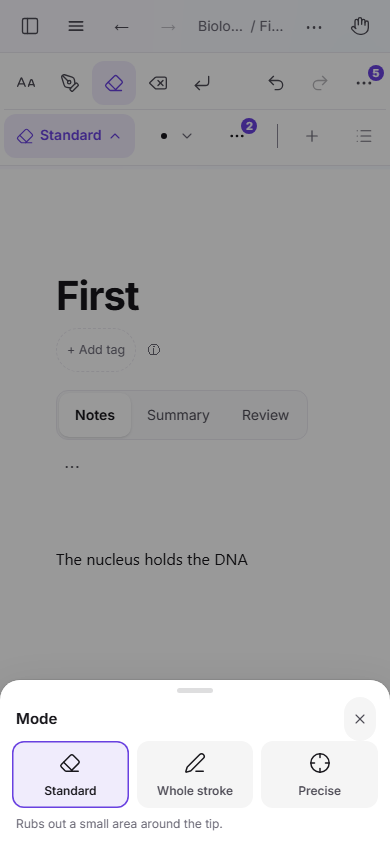 Biolo... / Fi...
AA
5
Standard
2
First
+ Add tag
Notes Summary Review
The nucleus holds the DNA
Mode
Standard Whole stroke Precise
Rubs out a small area around the tip.